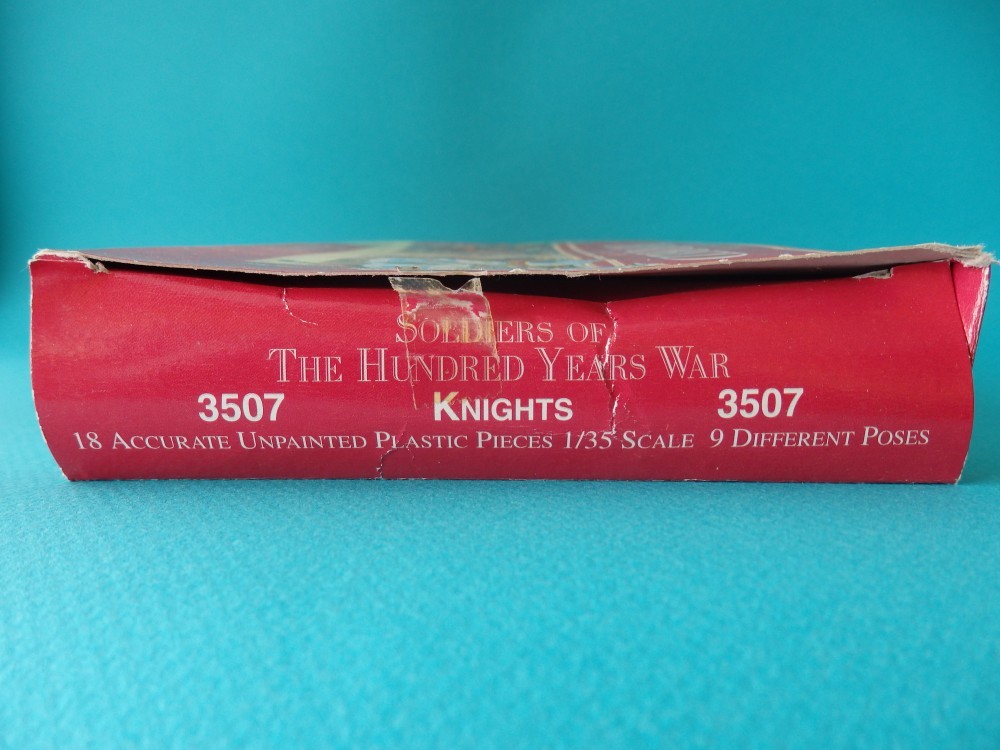 Soldiers of
The Hundred Years War
3507 Knights 3507
18 Accurate Unpainted Plastic Pieces 1/35 Scale 9 Different Poses